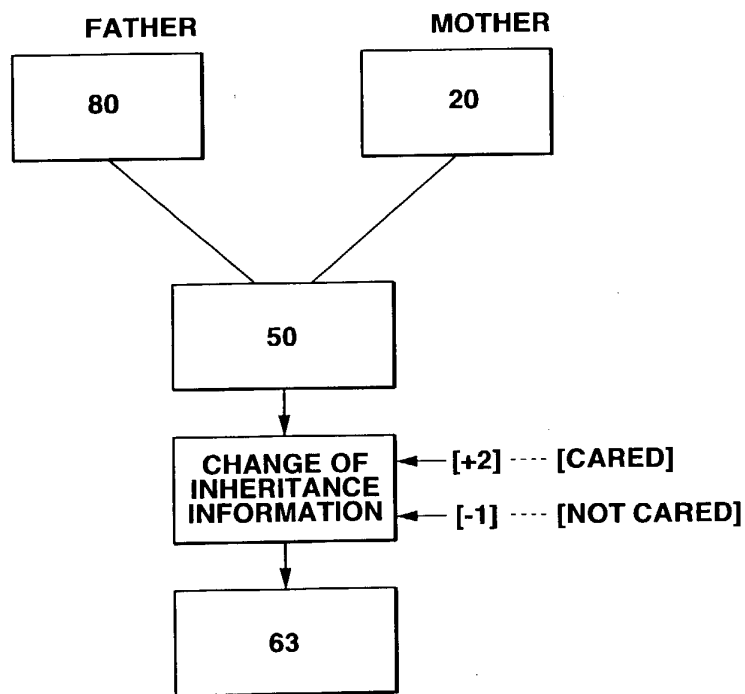 FATHER
MOTHER
80
20
50
CHANGE OF
INHERITANCE
INFORMATION
[+2] ---- [CARED]
[-1] ---- [NOT CARED]
63